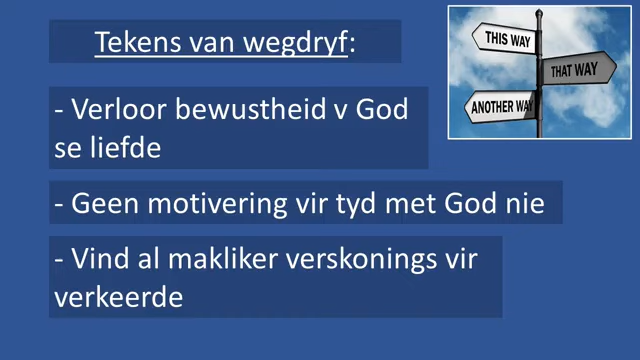 Tekens van wegdryf:
- Verloor bewustheid v God
se liefde
- Geen motivering vir tyd met God nie
- Vind al makliker verskonings vir
verkeerde
THIS WAY
THAT WAY
ANOTHER WAY